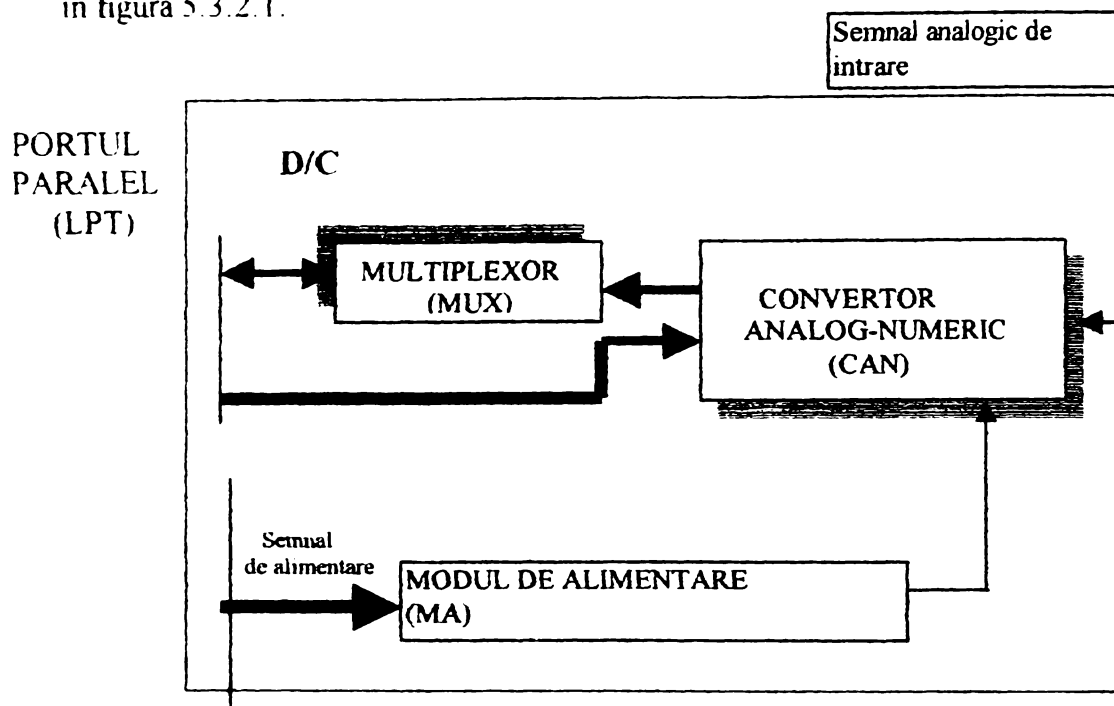 in figura 5.3.2.1.
Semnal analogic de
intrare
PORTUL
PARALEL
(LPT)
D/C
MULTIPLEXOR
(MUX)
CONVERTOR
ANALOG-NUMERIC
(CAN)
Semnal
de alimentare
MODUL DE ALIMENTARE
(MA)